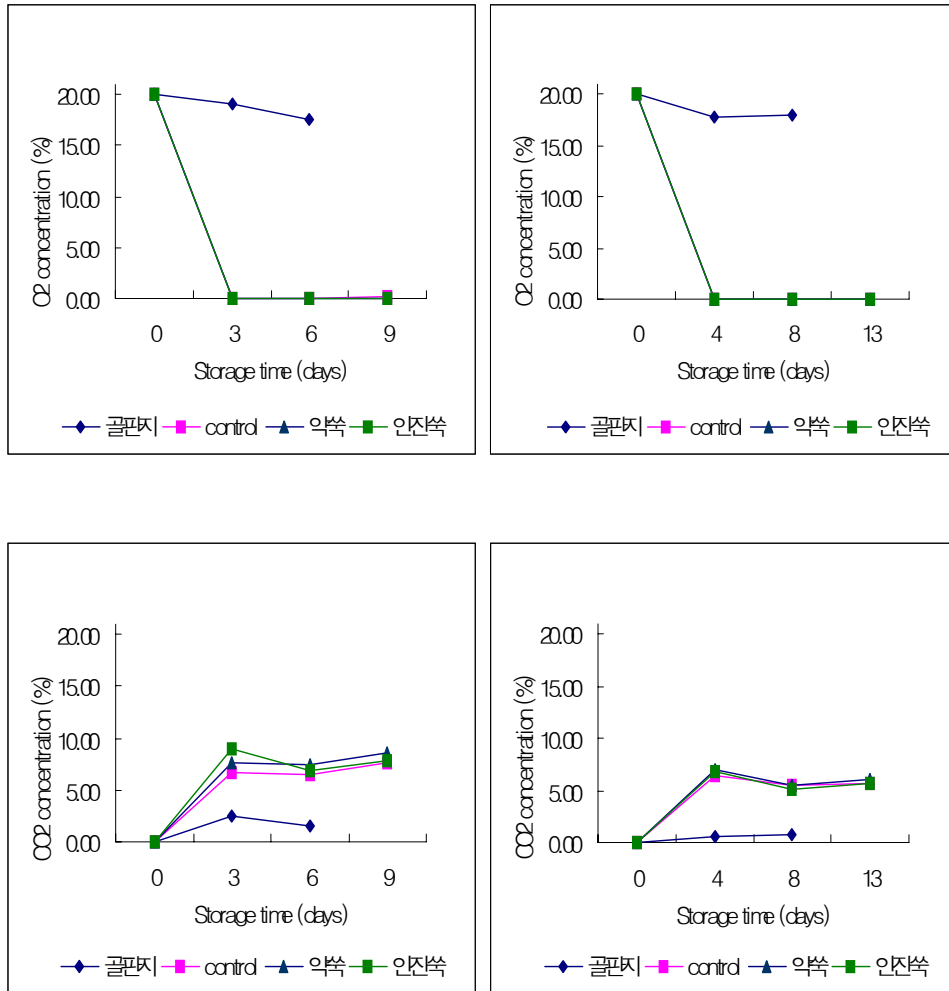 20.00
15.00
10.00
5.00
0.00
O2 concentration (%)
0 3 6 9
Storage time (days)
골판지 control 약쑥 인진쑥
20.00
15.00
10.00
5.00
0.00
O2 concentration (%)
0 4 8 13
Storage time (days)
골판지 control 약쑥 인진쑥
20.00
15.00
10.00
5.00
0.00
CO2 concentration (%)
0 3 6 9
Storage time (days)
골판지 control 약쑥 인진쑥
20.00
15.00
10.00
5.00
0.00
CO2 concentration (%)
0 4 8 13
Storage time (days)
골판지 control 약쑥 인진쑥